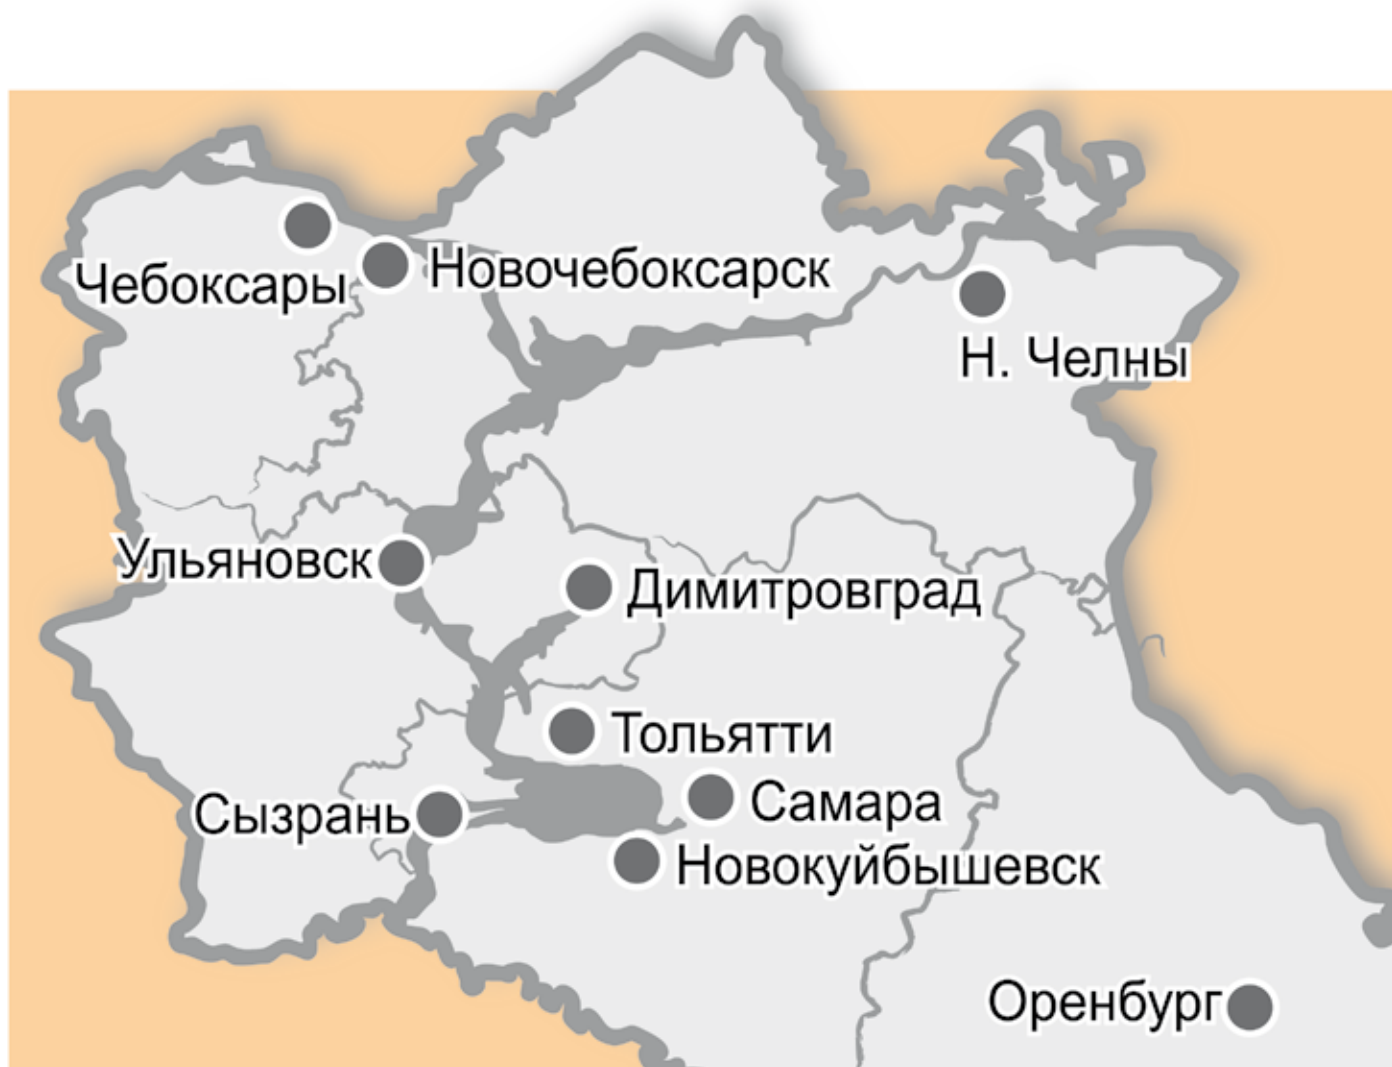 Чебоксары
Новочебоксарск
Н. Челны
Ульяновск
Димитровград
Тольятти
Сызрань
Самара
Новокуйбышевск
Оренбург